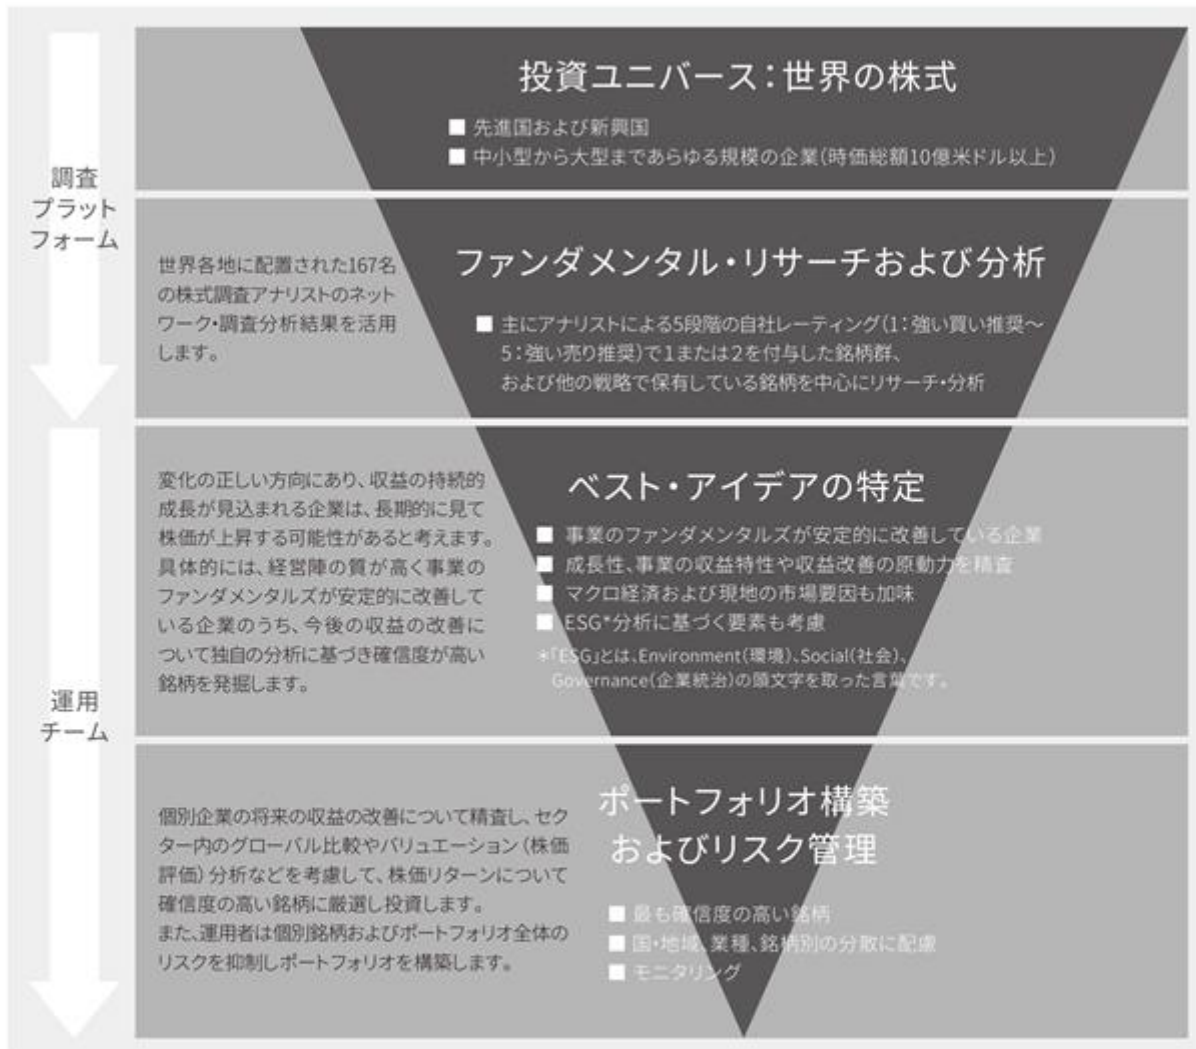 調査
プラット
フォーム
投資ユニバース：世界の株式
■ 先進国および新興国
■ 中小型から大型まであらゆる規模の企業（時価総額10億米ドル以上）
世界各地に配置された167名
の株式調査アナリストのネット
ワーク・調査分析結果を活用
します。
ファンダメンタル・リサーチおよび分析
■ 主にアナリストによる5段階の自社レーティング（1：強い買い推奨〜
5：強い売り推奨）で1または2を付与した銘柄群、
および他の戦略で保有している銘柄を中心にリサーチ・分析
運用
チーム
変化の正しい方向にあり、収益の持続的
成長が見込まれる企業は、長期的に見て
株価が上昇する可能性があると考えます。
具体的には、経営陣の質が高く事業の
ファンダメンタルズが安定的に改善して
いる企業のうち、今後の収益の改善に
ついて独自の分析に基づき確信度が高い
銘柄を発掘します。
ベスト・アイデアの特定
■ 事業のファンダメンタルズが安定的に改善している企業
■ 成長性、事業の収益特性や収益改善の原動力を精査
■ マクロ経済および現地の市場要因も加味
■ ESG*分析に基づく要素も考慮
＊「ESG」とは、Environment（環境）、Social（社会）、
Governance（企業統治）の頭文字を取った言葉です。
個別企業の将来の収益の改善について精査し、セク
ター内のグローバル比較やバリュエーション（株価
評価）分析などを考慮して、株価リターンについて
確信度の高い銘柄に厳選し投資します。
また、運用者は個別銘柄およびポートフォリオ全体の
リスクを抑制しポートフォリオを構築します。
ポートフォリオ構築
およびリスク管理
■ 最も確信度の高い銘柄
■ 国・地域、業種、銘柄別の分散に配慮
■ モニタリング